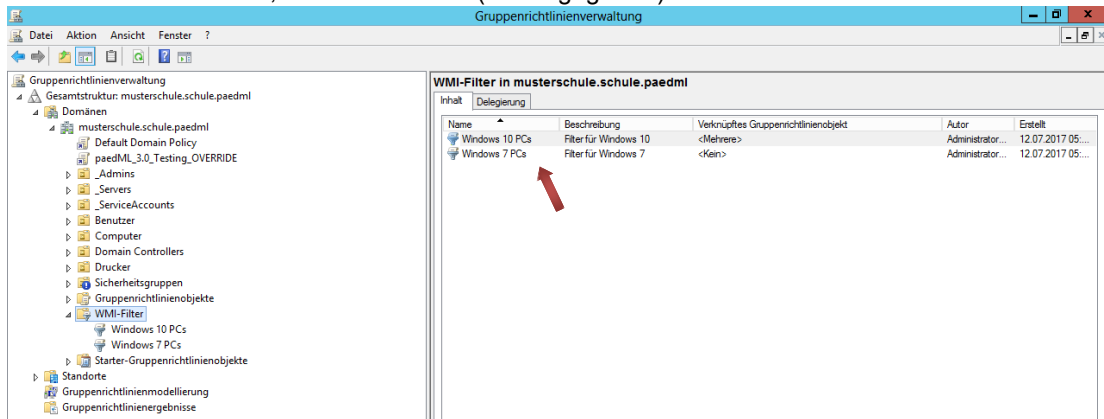 Gruppenrichtlinienverwaltung
Datei Aktion Ansicht Fenster ?
Gruppenrichtlinienverwaltung
Gesamtstruktur: musterschule.schule.paedml
Domänen
musterschule.schule.paedml
Default Domain Policy
paedML_3.0_Testing_OVERRIDE
_Admins
_Servers
_ServiceAccounts
Benutzer
Computer
Domain Controllers
Drucker
Sicherheitsgruppen
Gruppenrichtlinienobjekte
WMI-Filter
Windows 10 PCs
Windows 7 PCs
Starter-Gruppenrichtlinienobjekte
Standorte
Gruppenrichtlinienmodellierung
Gruppenrichtlinienergebnisse
WMI-Filter in musterschule.schule.paedml
Inhalt Delegierung
Name Beschreibung Verknüpftes Gruppenrichtlinienobjekt Autor Erstellt
Windows 10 PCs Filter für Windows 10 <Mehrere> Administrator... 12.07.2017 05:...
Windows 7 PCs Filter für Windows 7 <Kein> Administrator... 12.07.2017 05:...